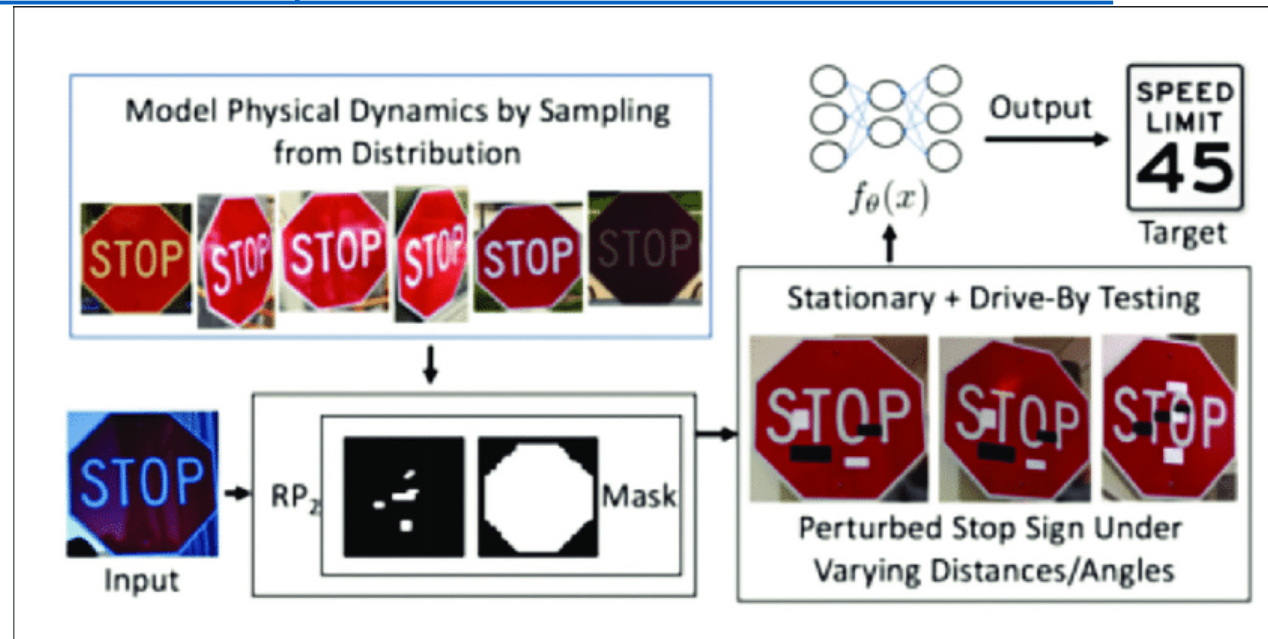 Model Physical Dynamics by Sampling
from Distribution
STOP
STOP
STOP
STOP
STOP
STOP
STOP
Input
RP₂
Mask
fθ(x)
Output
SPEED
LIMIT
45
Target
Stationary + Drive-By Testing
STOP
STOP
STOP
Perturbed Stop Sign Under
Varying Distances/Angles